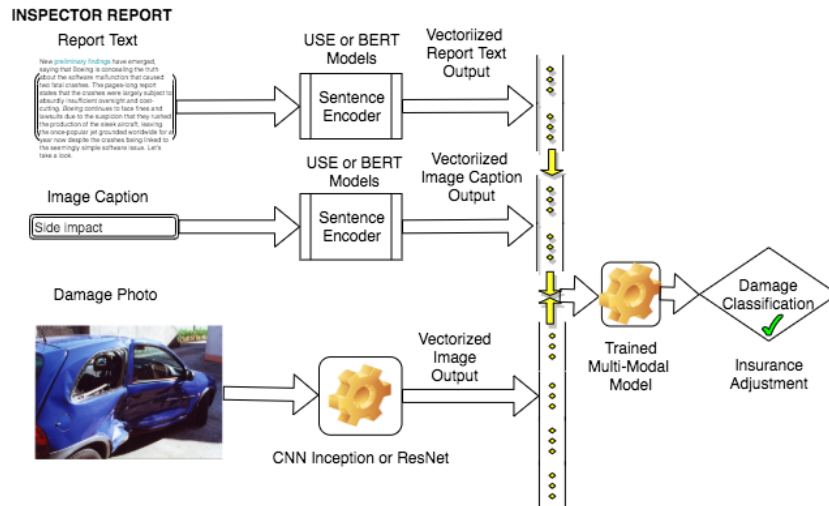 INSPECTOR REPORT
Report Text
New preliminary findings have emerged,
saying that Boeing is concealing the truth
about the software malfunction that caused
two fatal crashes. The pages-long report
states that the crashes were largely subject to
absurdly insufficient oversight and cost-
cutting. Boeing continues to face fines and
lawsuits due to the suspicion that they rushed
the production of the sleek aircraft, leaving
the once-popular jet grounded worldwide for a
year now despite the crashes being linked to
the seemingly simple software issue. Let's
take a look.
USE or BERT
Models
Sentence
Encoder
Vectoriized
Report Text
Output
Image Caption
Side impact
USE or BERT
Models
Sentence
Encoder
Vectoriized
Image Caption
Output
Damage Photo
CNN Inception or ResNet
Vectorized
Image
Output
Trained
Multi-Modal
Model
Damage
Classification
Insurance
Adjustment